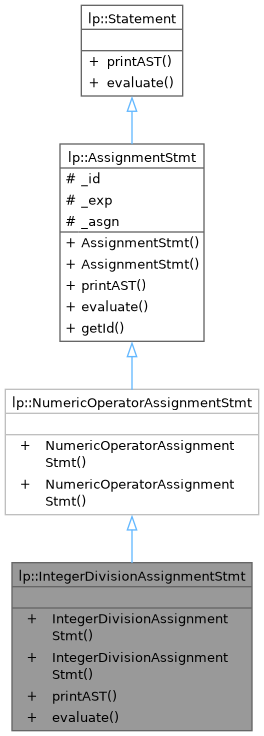 lp::Statement
+ printAST()
+ evaluate()
lp::AssignmentStmt
# _id
# _exp
# _asgn
+ AssignmentStmt()
+ AssignmentStmt()
+ printAST()
+ evaluate()
+ getId()
lp::NumericOperatorAssignmentStmt
+ NumericOperatorAssignment
Stmt()
+ NumericOperatorAssignment
Stmt()
lp::IntegerDivisionAssignmentStmt
+ IntegerDivisionAssignment
Stmt()
+ IntegerDivisionAssignment
Stmt()
+ printAST()
+ evaluate()